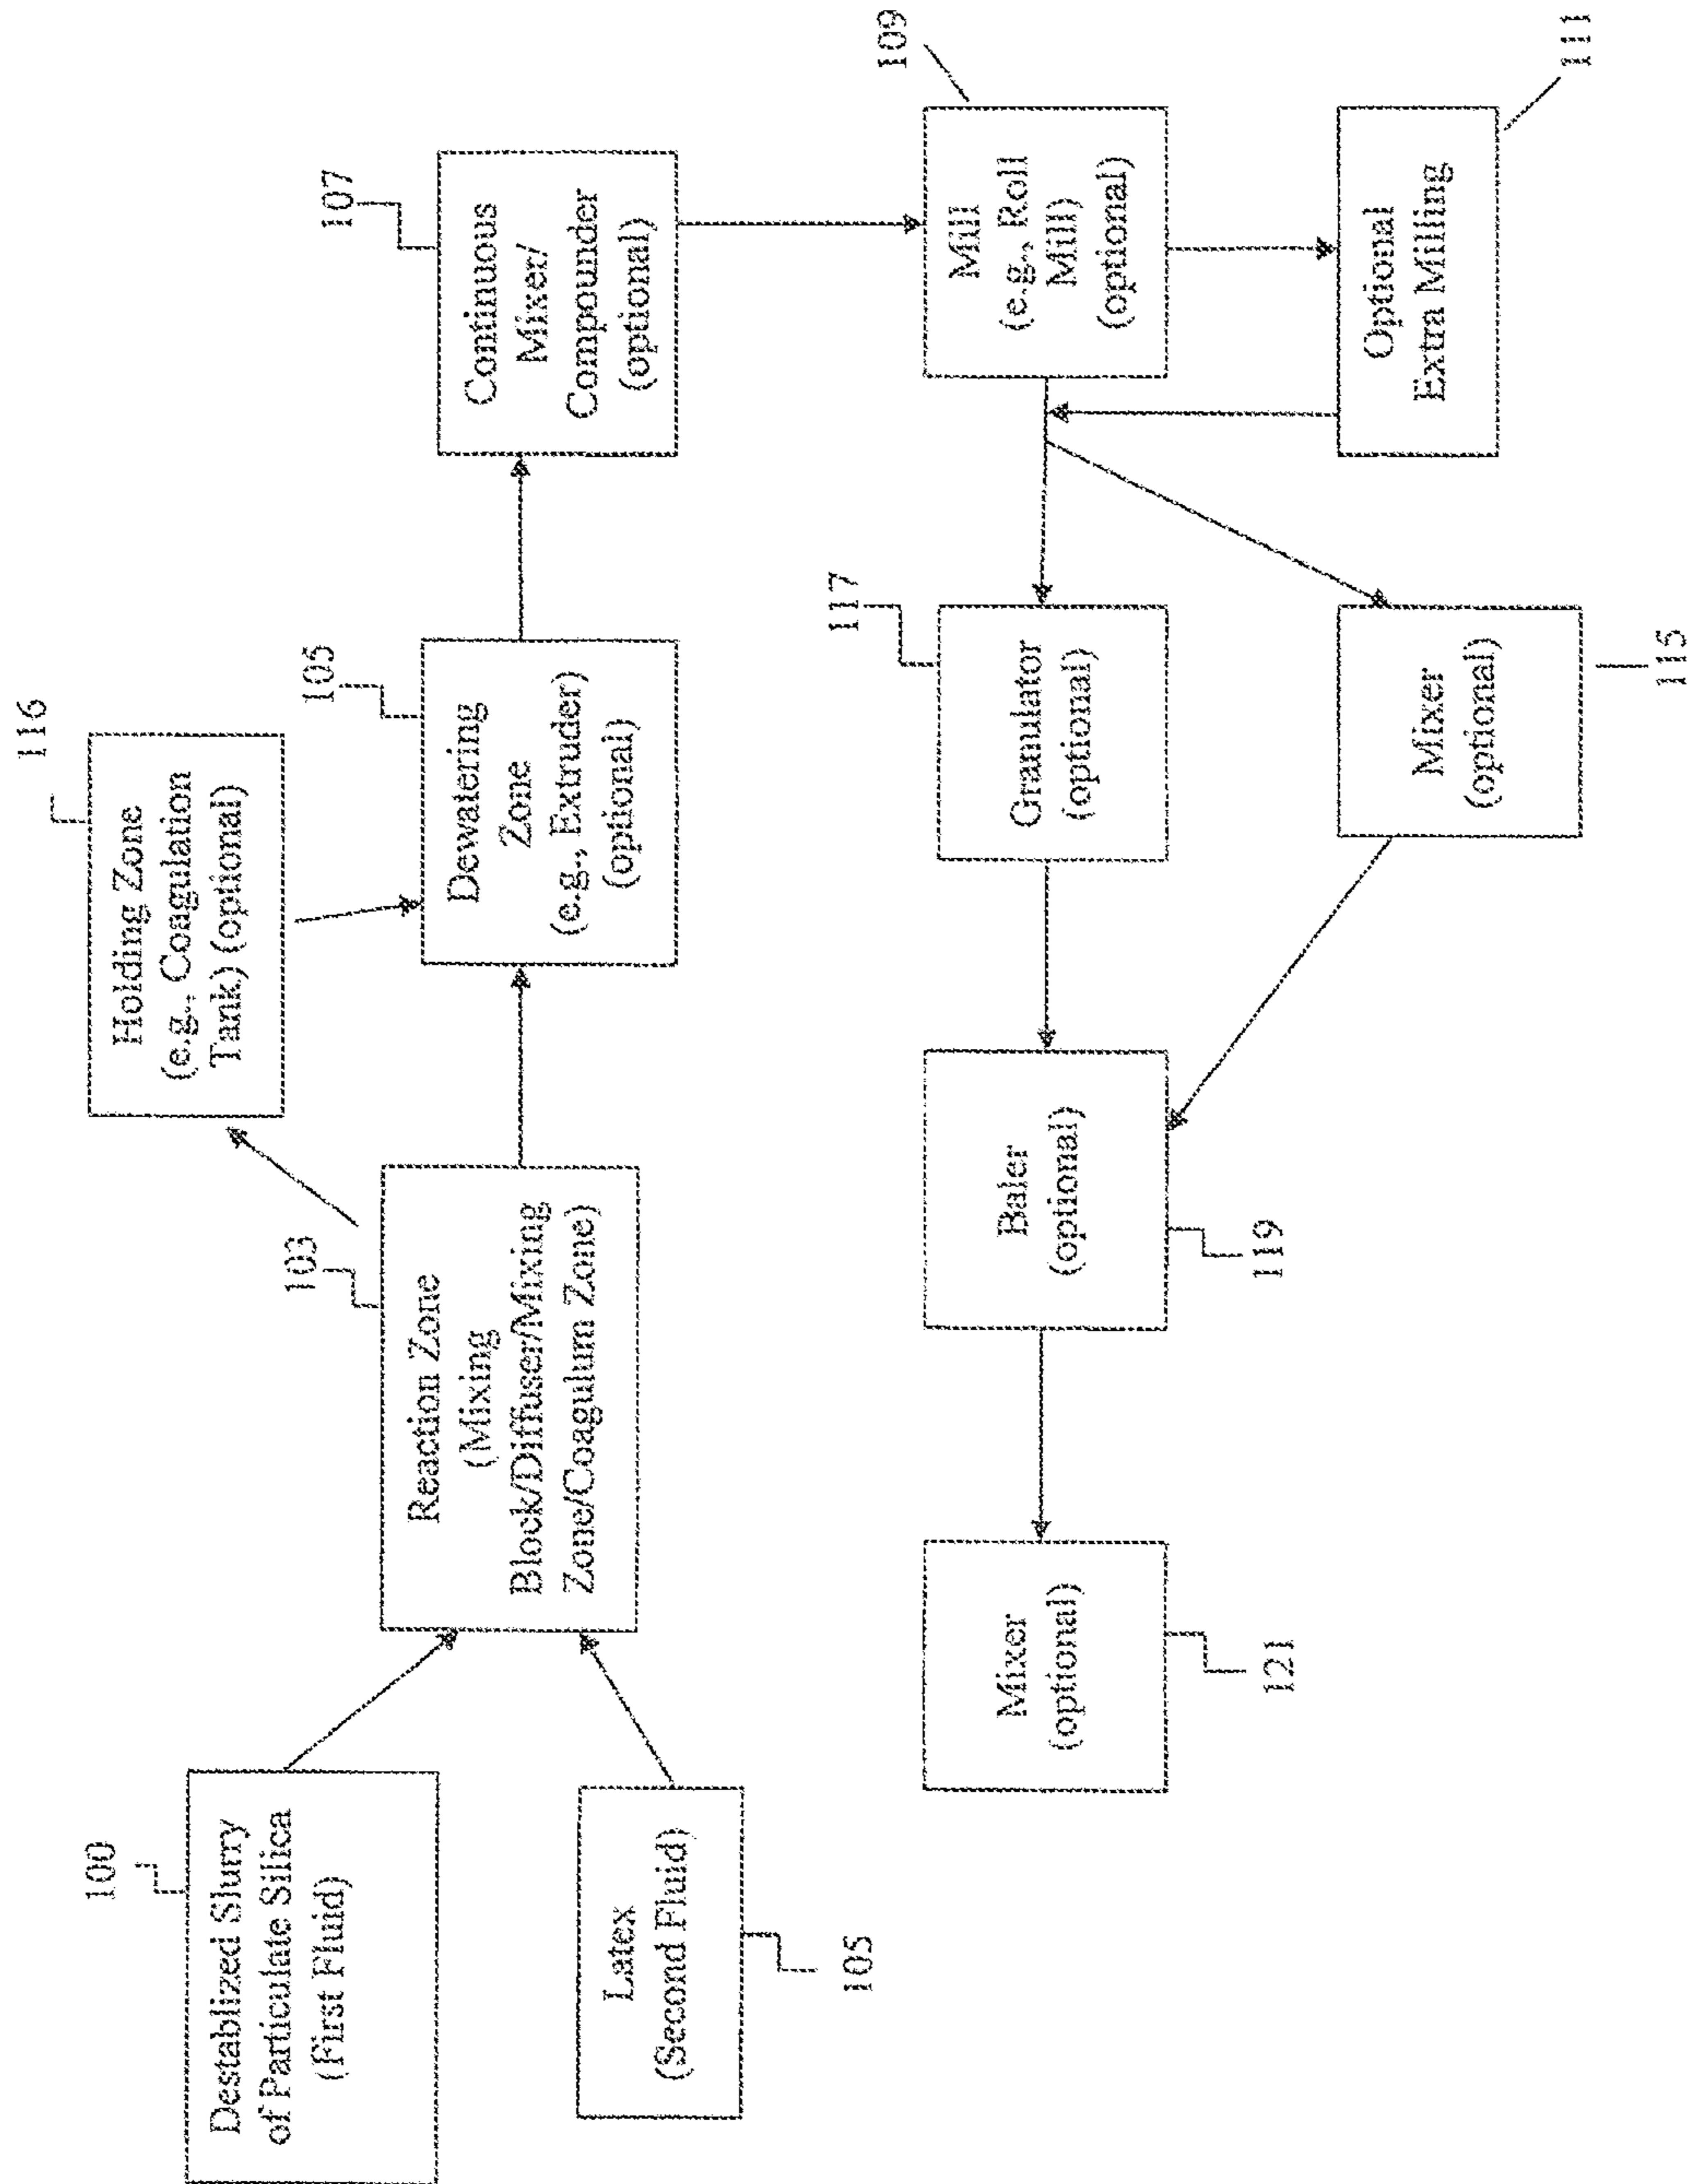 100
Destablized Slurry
of Particulate Silica
(First Fluid)
Latex
(Second Fluid)
105
103
Reaction Zone
(Mixing
Block/Diffuser/Mixing
Zone/Coagulum Zone)
116
Holding Zone
(e.g., Coagulation
Tank) (optional)
105
Dewatering
Zone
(e.g., Extruder)
(optional)
107
Continuous
Mixer/
Compounder
(optional)
109
Mill
(e.g., Roll
Mill)
(optional)
Optional
Extra Milling
111
117
Granulator
(optional)
Mixer
(optional)
115
Baler
(optional)
119
Mixer
(optional)
121